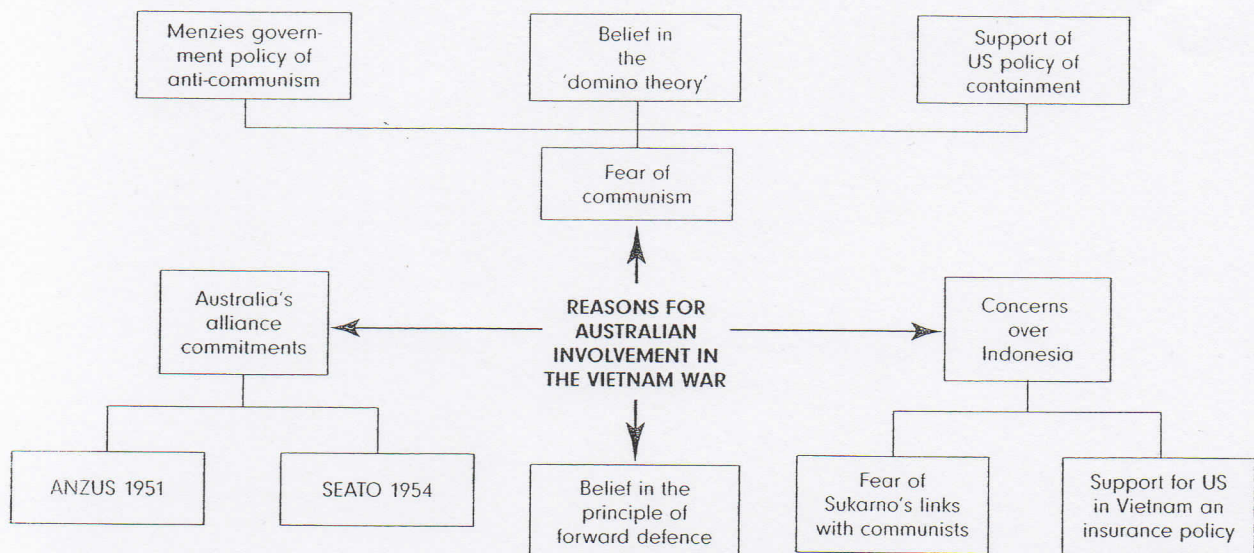 Menzies govern-
ment policy of
anti-communism
Belief in
the
'domino theory'
Support of
US policy of
containment
Fear of
communism
Australia's
alliance
commitments
REASONS FOR
AUSTRALIAN
INVOLVEMENT IN
THE VIETNAM WAR
Concerns
over
Indonesia
ANZUS 1951
SEATO 1954
Belief in the
principle of
forward defence
Fear of
Sukarno's links
with communists
Support for US
in Vietnam an
insurance policy